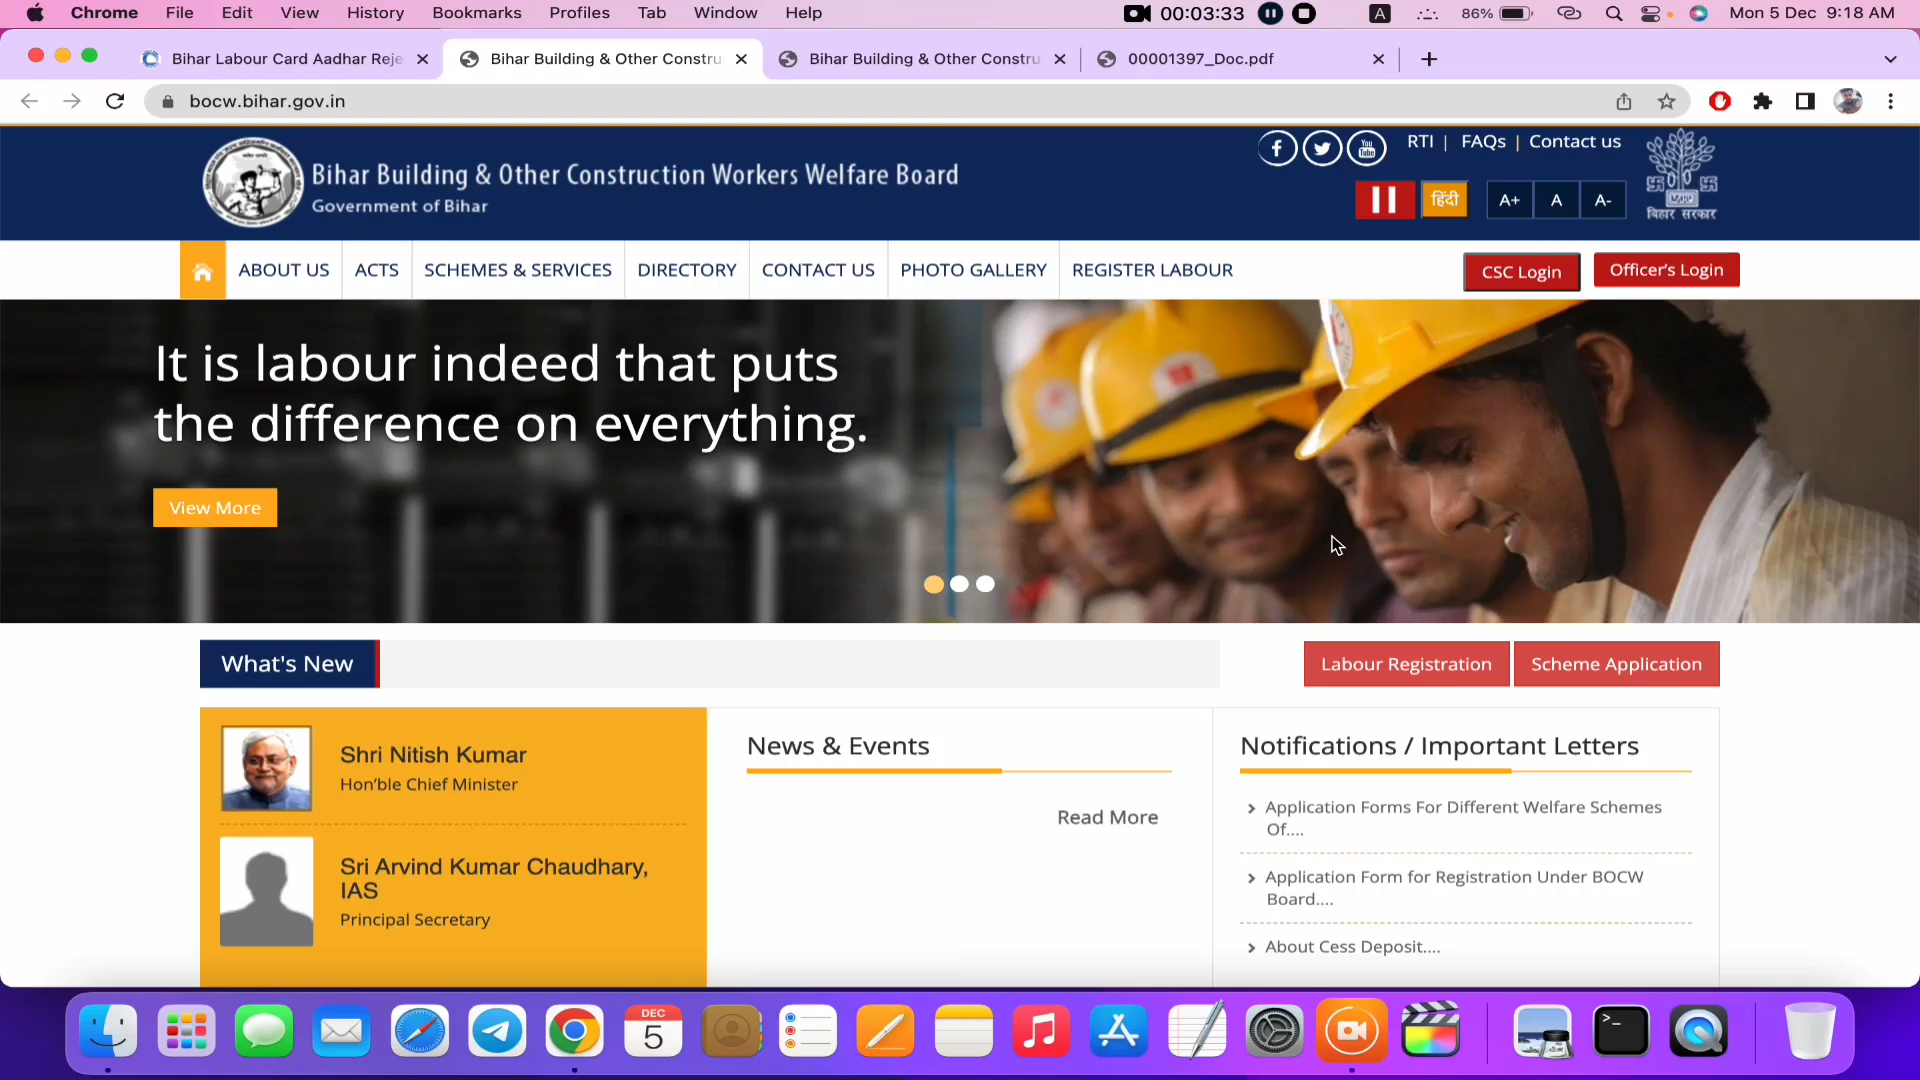 Chrome File Edit View History Bookmarks Profiles Tab Window Help 00:03:33 A 86% Mon 5 Dec 9:18 AM
Bihar Labour Card Aadhar Reje
Bihar Building & Other Constru
Bihar Building & Other Constru
00001397_Doc.pdf
bocw.bihar.gov.in
Bihar Building & Other Construction Workers Welfare Board
Government of Bihar
You Tube
RTI | FAQs | Contact us
हिंदी A+ A A-
बिहार सरकार
ABOUT US ACTS SCHEMES & SERVICES DIRECTORY CONTACT US PHOTO GALLERY REGISTER LABOUR
CSC Login Officer's Login
It is labour indeed that puts
the difference on everything.
View More
What's New
Labour Registration Scheme Application
Shri Nitish Kumar
Hon'ble Chief Minister
Sri Arvind Kumar Chaudhary,
IAS
Principal Secretary
News & Events
Read More
Notifications / Important Letters
Application Forms For Different Welfare Schemes
Of....
Application Form for Registration Under BOCW
Board....
About Cess Deposit....
DEC
5